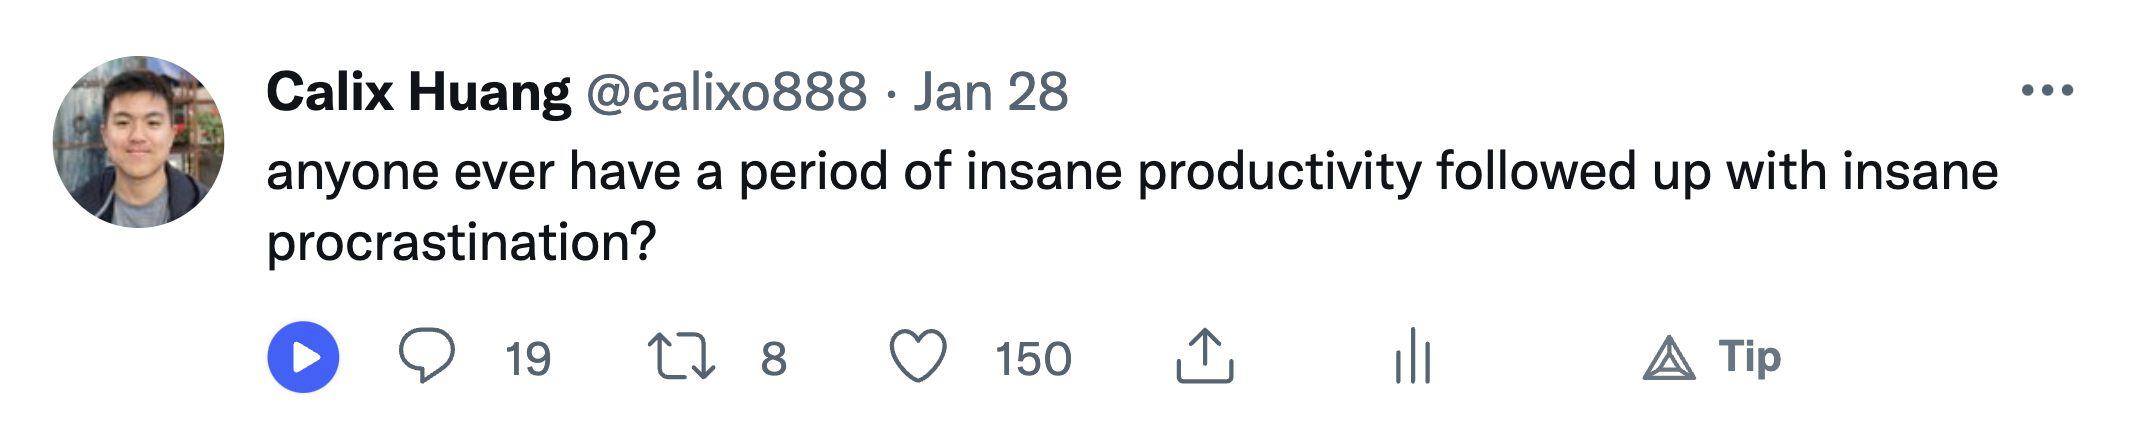 Calix Huang @calixo888 · Jan 28
anyone ever have a period of insane productivity followed up with insane
procrastination?
19 8 150 Tip